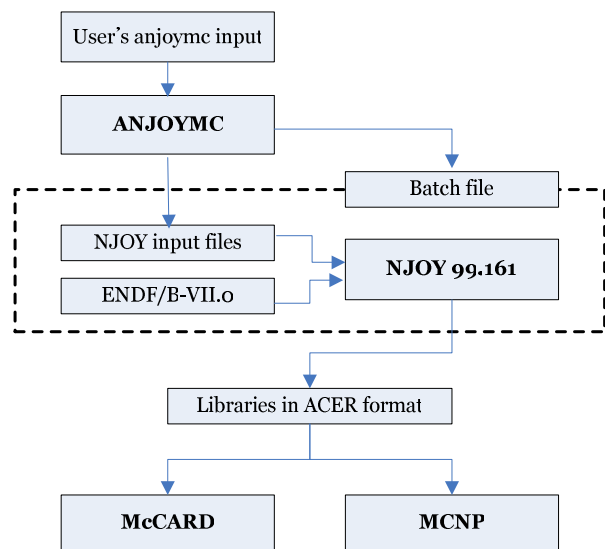 User's anjoymc input
ANJOYMC
Batch file
NJOY input files
NJOY 99.161
ENDF/B-VII.0
Libraries in ACER format
McCARD
MCNP